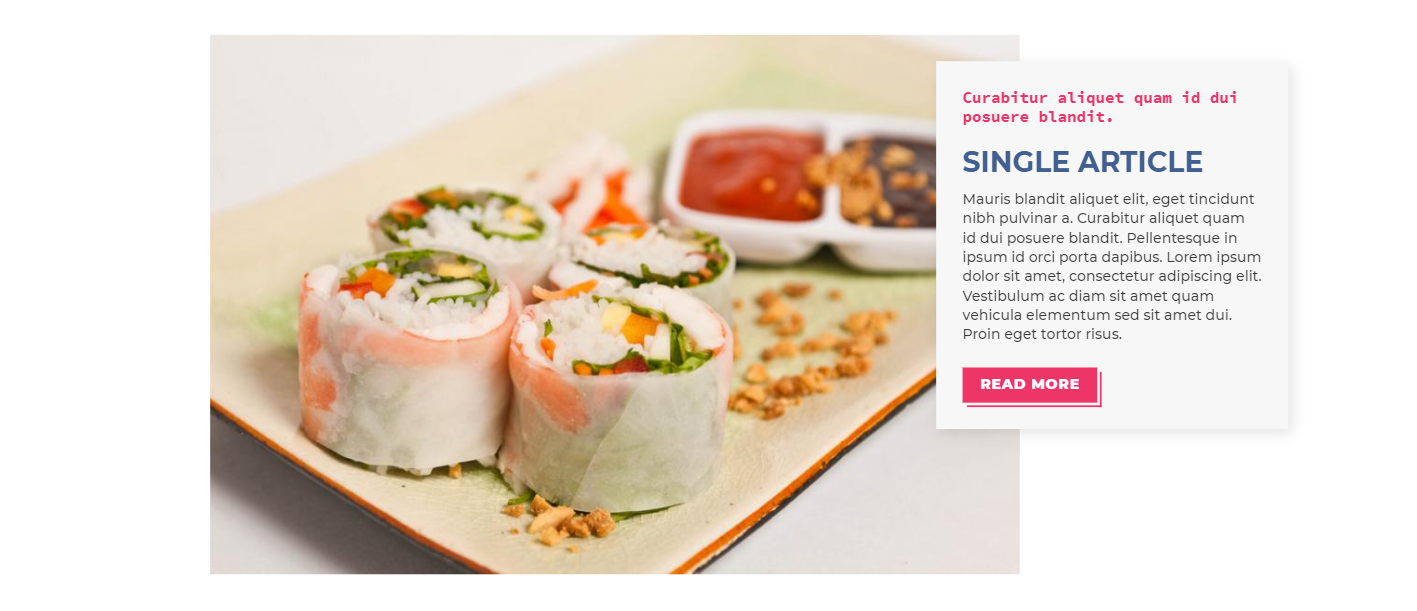 Curabitur aliquet quam id dui
posuere blandit.
SINGLE ARTICLE
Mauris blandit aliquet elit, eget tincidunt
nibh pulvinar a. Curabitur aliquet quam
id dui posuere blandit. Pellentesque in
ipsum id orci porta dapibus. Lorem ipsum
dolor sit amet, consectetur adipiscing elit.
Vestibulum ac diam sit amet quam
vehicula elementum sed sit amet dui.
Proin eget tortor risus.
READ MORE